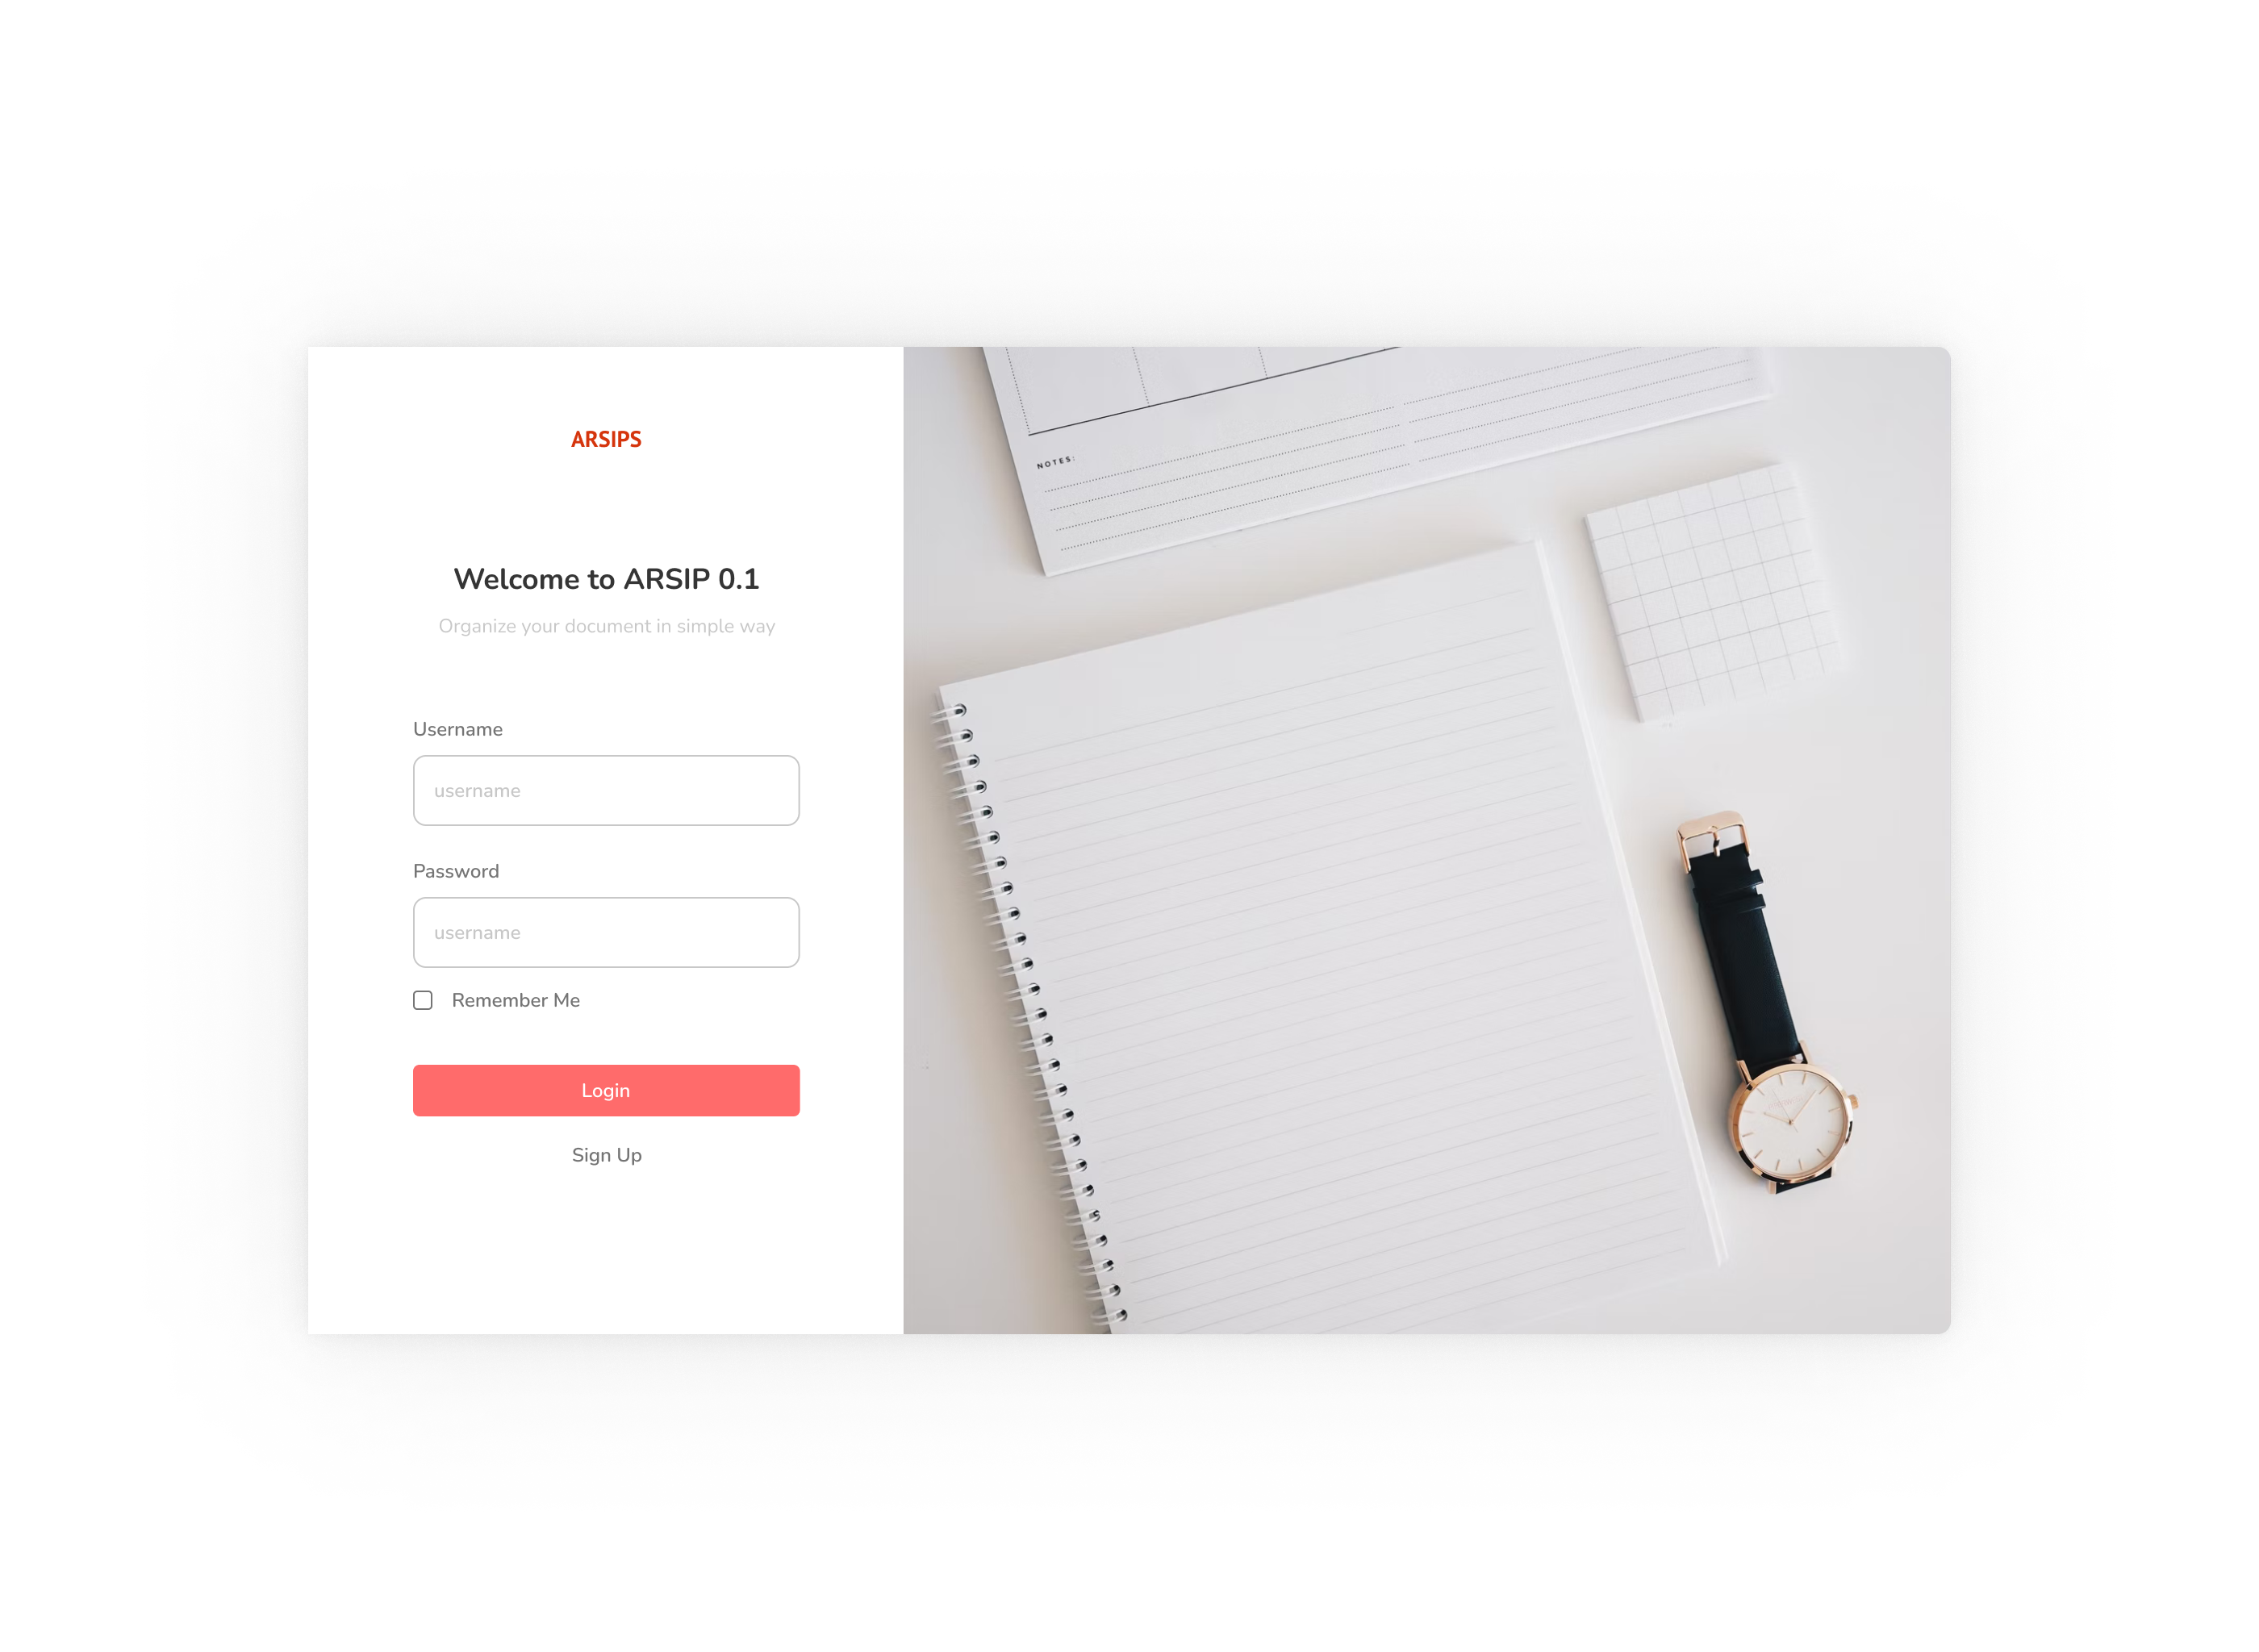 ARSIPS
Welcome to ARSIP 0.1
Organize your document in simple way
Username
username
Password
username
Remember Me
Login
Sign Up
NOTES: